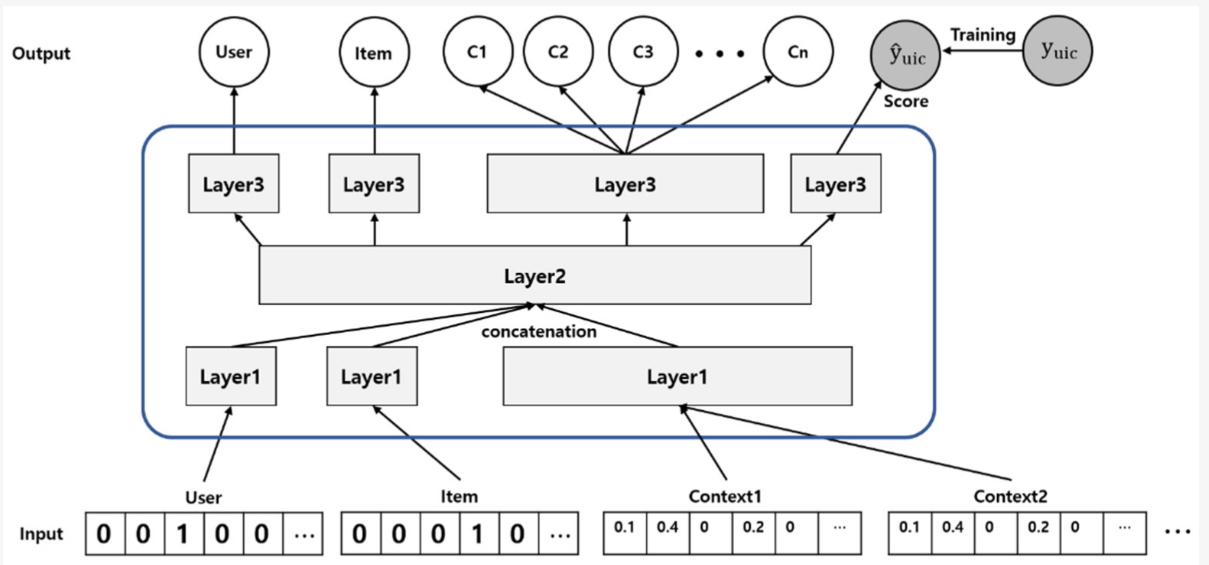 Output
User
Item
C1
C2
C3
• • •
Cn
ŷuic
Training
yuic
Score
Layer3
Layer3
Layer3
Layer3
Layer2
concatenation
Layer1
Layer1
Layer1
User
Item
Context1
Context2
Input
0 0 1 0 0 ...
0 0 0 1 0 ...
0.1 0.4 0 0.2 0 ...
0.1 0.4 0 0.2 0 ...
...